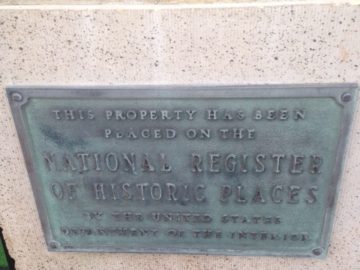 THIS PROPERTY HAS BEEN
PLACED ON THE
NATIONAL REGISTER
OF HISTORIC PLACES
BY THE UNITED STATES
DEPARTMENT OF THE INTERIOR